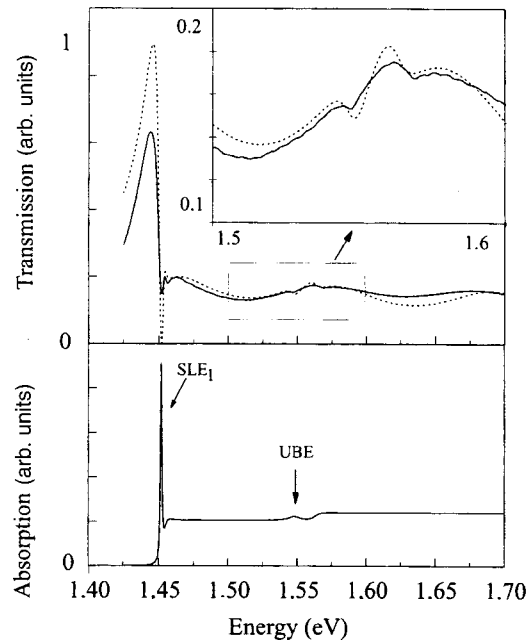 1
Transmission (arb. units)
0
0.2
0.1
1.5
1.6
Absorption (arb. units)
0
SLE1
UBE
1.40 1.45 1.50 1.55 1.60 1.65 1.70
Energy (eV)